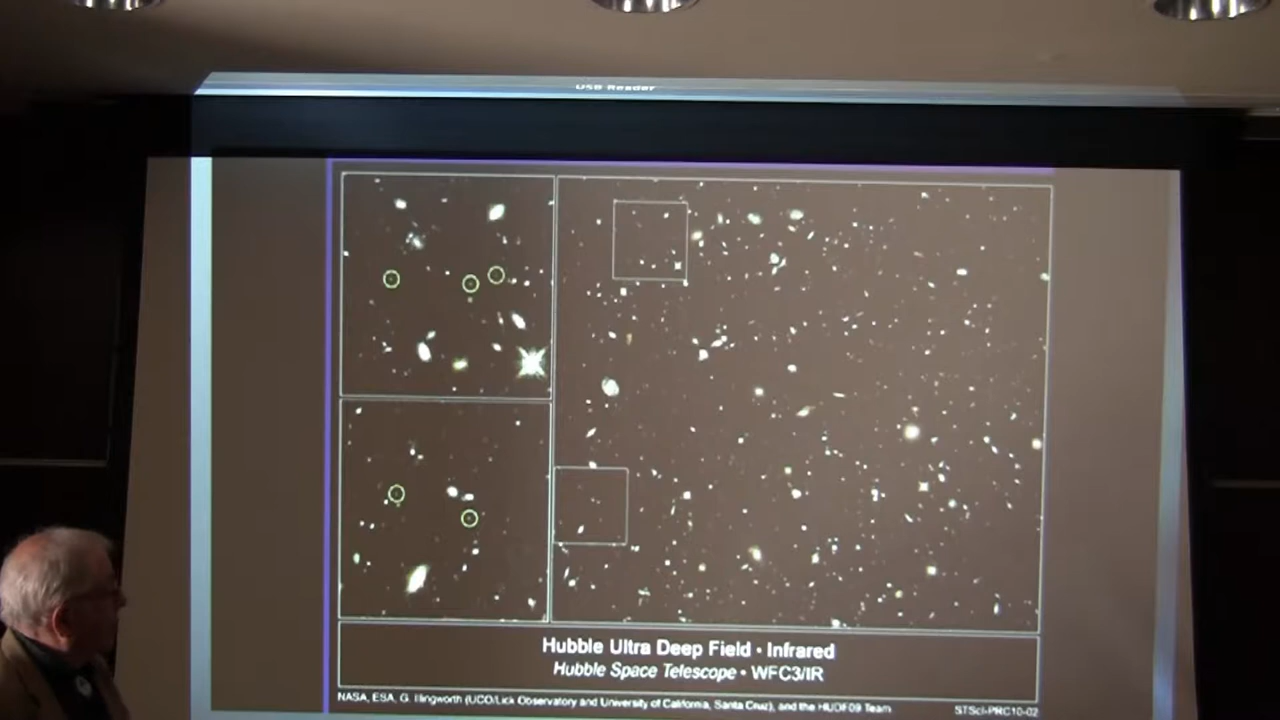 USB Reader
Hubble Ultra Deep Field • Infrared
Hubble Space Telescope • WFC3/IR
NASA, ESA, G. Illingworth (UCO/Lick Observatory and University of California, Santa Cruz), and the HUDF09 Team
STScI-PRC10-02